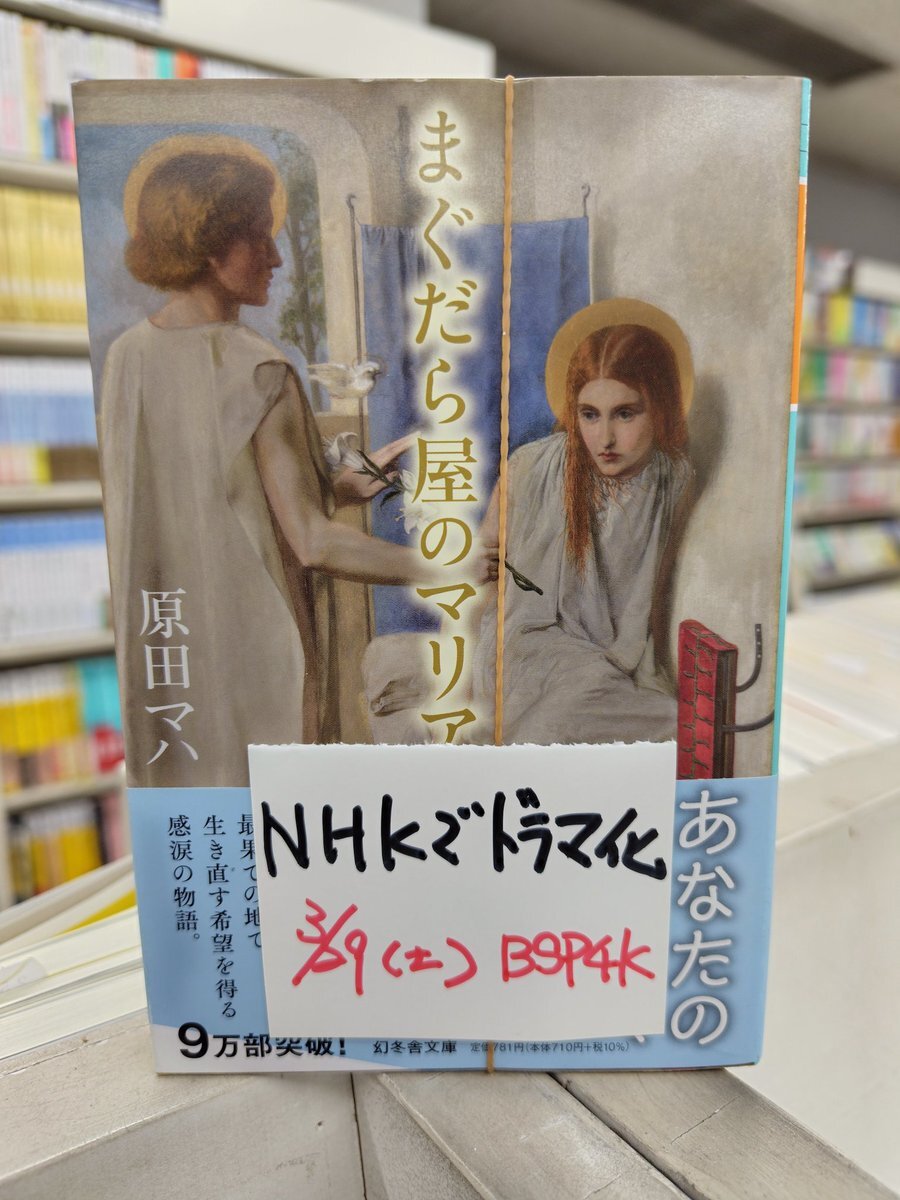 まぐだら屋のマリア
原田マハ
あなたの
最果ての地で
生き直す希望を得る
感涙の物語。
NHKでドラマ化
3/29(土) BSP4K
9万部突破!
幻冬舎文庫
定価781円(本体710円+税10%)